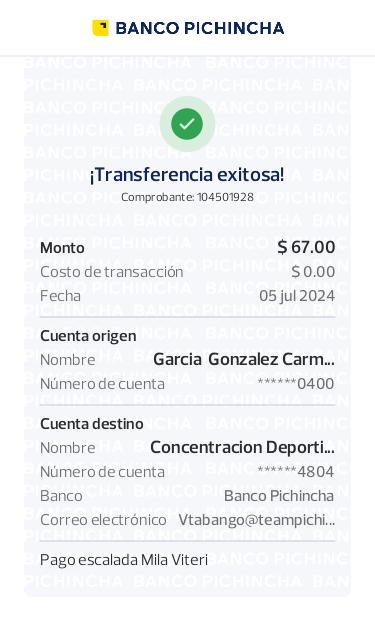 BANCO PICHINCHA
¡Transferencia exitosa!
Comprobante: 104501928
Monto $ 67.00
Costo de transacción $ 0.00
Fecha 05 jul 2024
Cuenta origen
Nombre Garcia Gonzalez Carm...
Número de cuenta ******0400
Cuenta destino
Nombre Concentracion Deporti...
Número de cuenta ******4804
Banco Banco Pichincha
Correo electrónico Vtabango@teampichi...
Pago escalada Mila Viteri